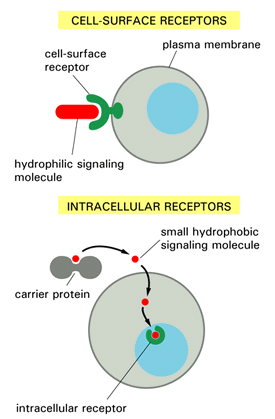 CELL-SURFACE RECEPTORS
plasma membrane
cell-surface
receptor
hydrophilic signaling
molecule
INTRACELLULAR RECEPTORS
small hydrophobic
signaling molecule
carrier protein
intracellular receptor